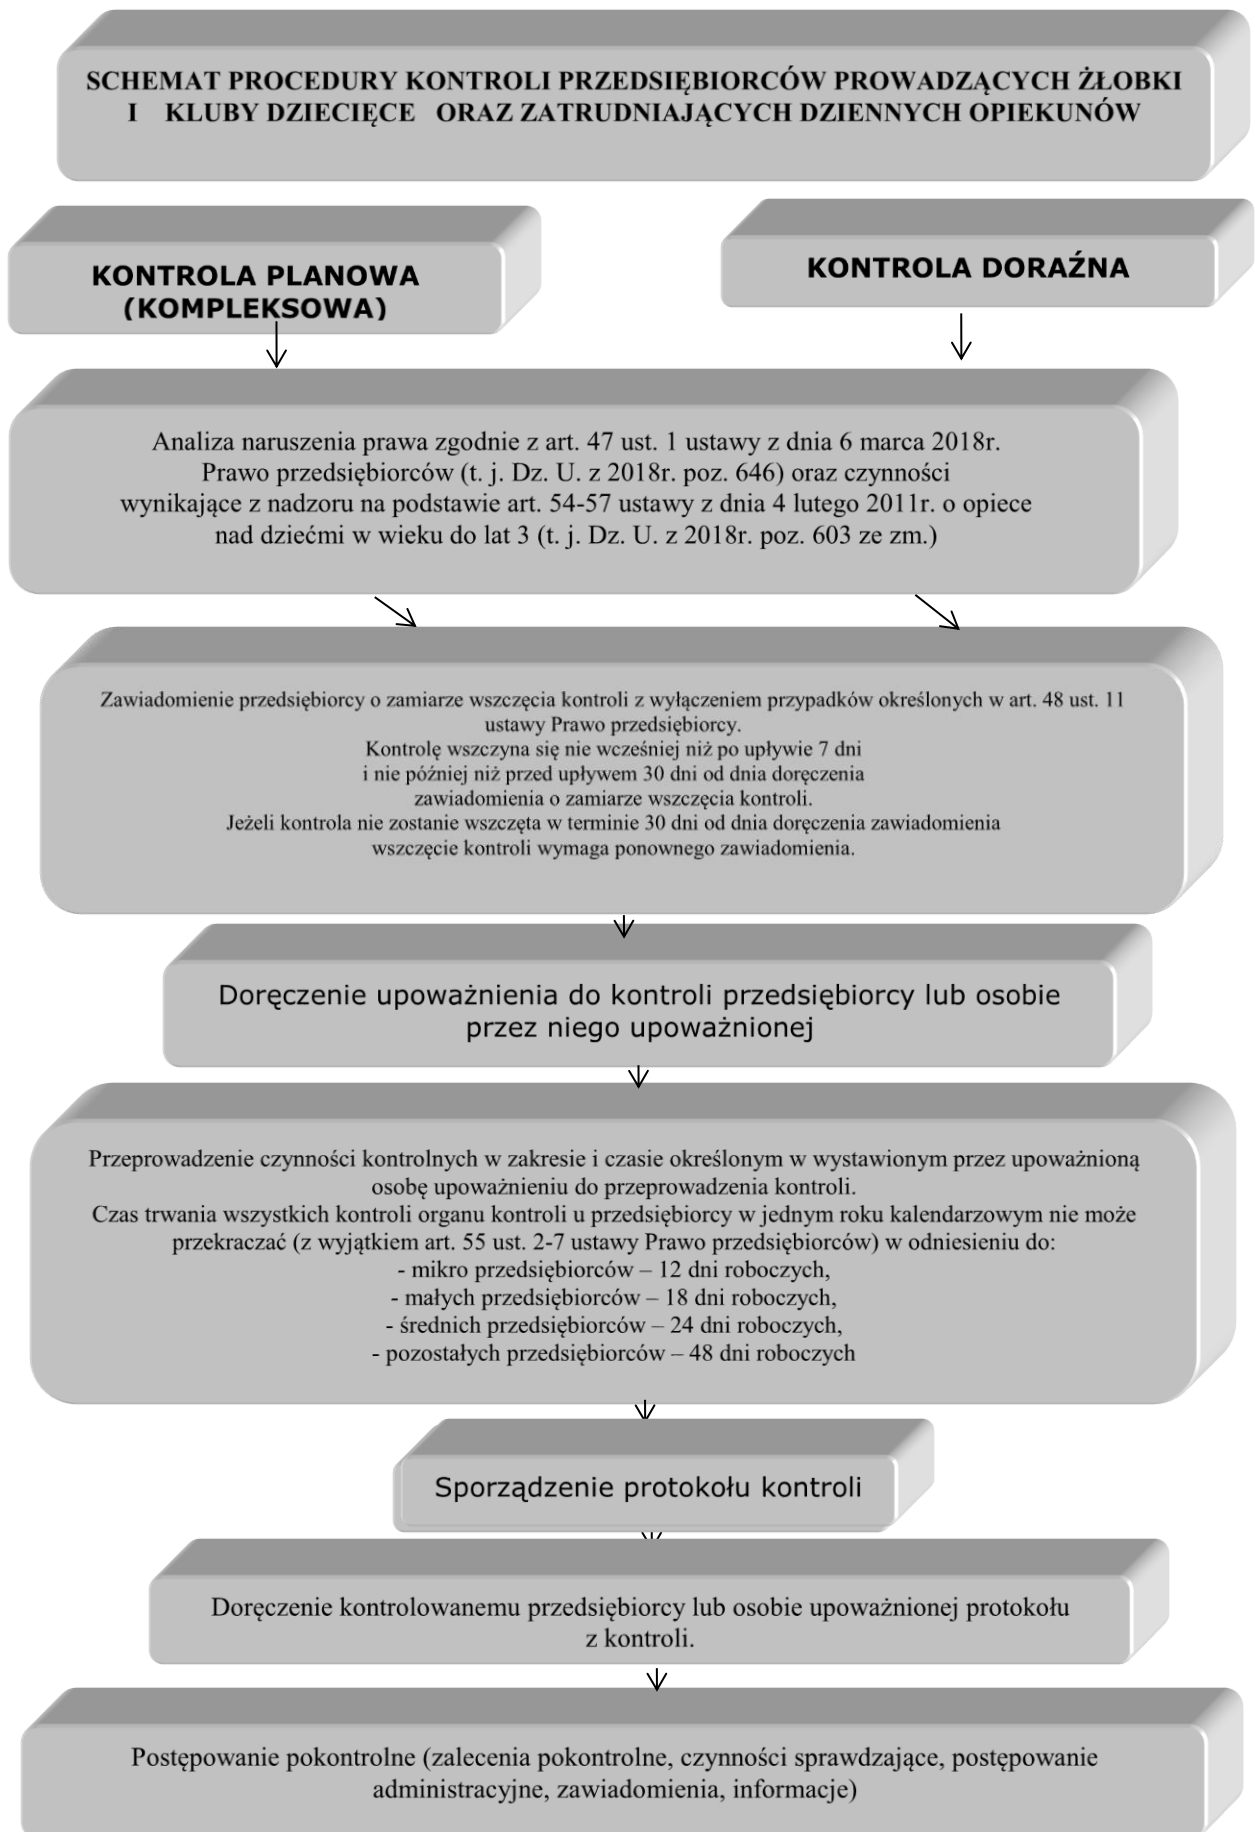 SCHEMAT PROCEDURY KONTROLI PRZEDSIĘBIORCÓW PROWADZĄCYCH ŻŁOBKI
I KLUBY DZIECIĘCE ORAZ ZATRUDNIAJĄCYCH DZIENNYCH OPIEKUNÓW
KONTROLA PLANOWA
(KOMPLEKSOWA)
KONTROLA DORAŹNA
Analiza naruszenia prawa zgodnie z art. 47 ust. 1 ustawy z dnia 6 marca 2018r.
Prawo przedsiębiorców (t. j. Dz. U. z 2018r. poz. 646) oraz czynności
wynikające z nadzoru na podstawie art. 54-57 ustawy z dnia 4 lutego 2011r. o opiece
nad dziećmi w wieku do lat 3 (t. j. Dz. U. z 2018r. poz. 603 ze zm.)
Zawiadomienie przedsiębiorcy o zamiarze wszczęcia kontroli z wyłączeniem przypadków określonych w art. 48 ust. 11
ustawy Prawo przedsiębiorcy.
Kontrolę wszczyna się nie wcześniej niż po upływie 7 dni
i nie później niż przed upływem 30 dni od dnia doręczenia
zawiadomienia o zamiarze wszczęcia kontroli.
Jeżeli kontrola nie zostanie wszczęta w terminie 30 dni od dnia doręczenia zawiadomienia
wszczęcie kontroli wymaga ponownego zawiadomienia.
Doręczenie upoważnienia do kontroli przedsiębiorcy lub osobie
przez niego upoważnionej
Przeprowadzenie czynności kontrolnych w zakresie i czasie określonym w wystawionym przez upoważnioną
osobę upoważnieniu do przeprowadzenia kontroli.
Czas trwania wszystkich kontroli organu kontroli u przedsiębiorcy w jednym roku kalendarzowym nie może
przekraczać (z wyjątkiem art. 55 ust. 2-7 ustawy Prawo przedsiębiorców) w odniesieniu do:
- mikro przedsiębiorców – 12 dni roboczych,
- małych przedsiębiorców – 18 dni roboczych,
- średnich przedsiębiorców – 24 dni roboczych,
- pozostałych przedsiębiorców – 48 dni roboczych
Sporządzenie protokołu kontroli
Doręczenie kontrolowanemu przedsiębiorcy lub osobie upoważnionej protokołu
z kontroli.
Postępowanie pokontrolne (zalecenia pokontrolne, czynności sprawdzające, postępowanie
administracyjne, zawiadomienia, informacje)